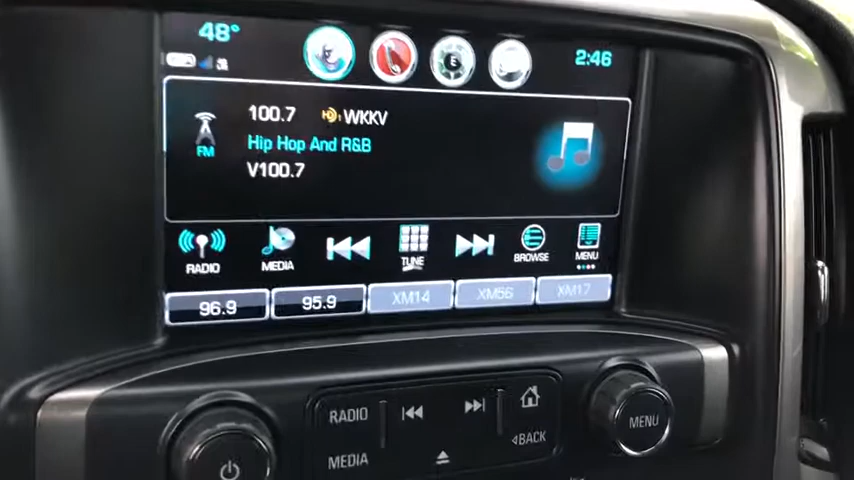 48° 2:46
E
100.7 HD1 WKKV
FM Hip Hop And R&B
V100.7
RADIO MEDIA TUNE BROWSE MENU
96.9 95.9 XM14 XM56 XM17
RADIO BACK MENU
MEDIA